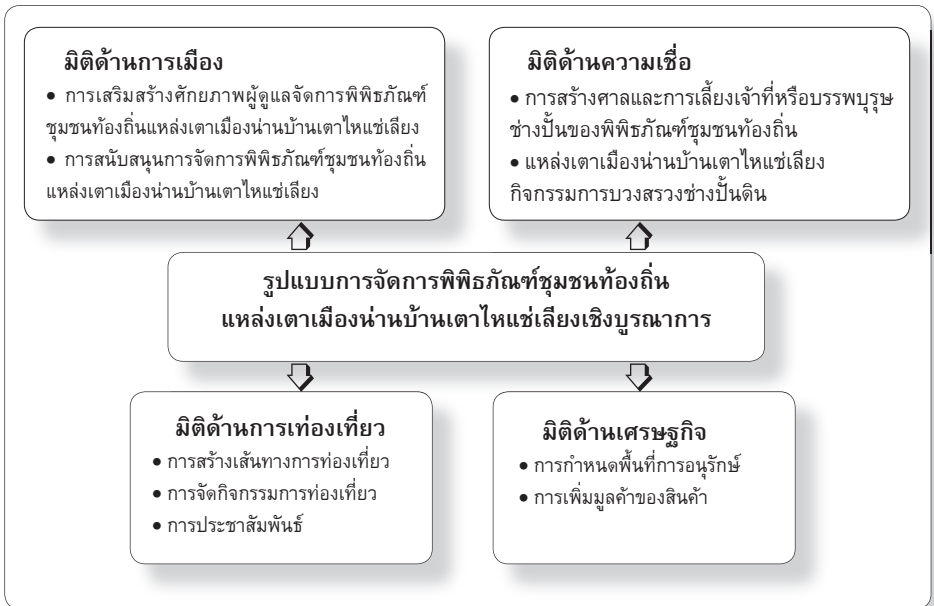 มิติด้านการเมือง
• การเสริมสร้างศักยภาพผู้ดูแลจัดการพิพิธภัณฑ์
ชุมชนท้องถิ่นแหล่งเตาเมืองน่านบ้านเตาไหแช่เลียง
• การสนับสนุนการจัดการพิพิธภัณฑ์ชุมชนท้องถิ่น
แหล่งเตาเมืองน่านบ้านเตาไหแช่เลียง
มิติด้านความเชื่อ
• การสร้างศาลและการเลี้ยงเจ้าที่หรือบรรพบุรุษ
ช่างปั้นของพิพิธภัณฑ์ชุมชนท้องถิ่น
• แหล่งเตาเมืองน่านบ้านเตาไหแช่เลียง
กิจกรรมการบวงสรวงช่างปั้นดิน
รูปแบบการจัดการพิพิธภัณฑ์ชุมชนท้องถิ่น
แหล่งเตาเมืองน่านบ้านเตาไหแช่เลียงเชิงบูรณาการ
มิติด้านการเท่องเที่ยว
• การสร้างเส้นทางการท่องเที่ยว
• การจัดกิจกรรมการท่องเที่ยว
• การประชาสัมพันธ์
มิติด้านเศรษฐกิจ
• การกำหนดพื้นที่การอนุรักษ์
• การเพิ่มมูลค้าของสินค้า